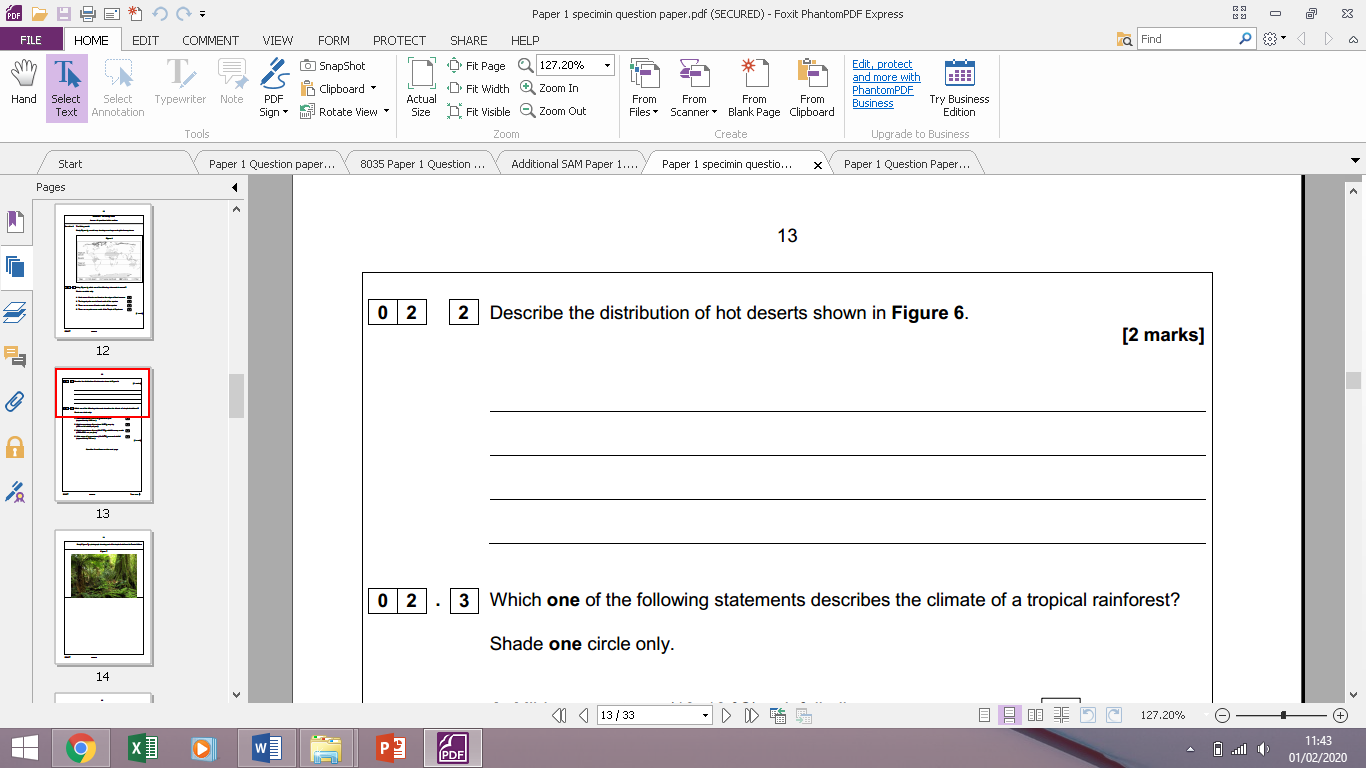 Paper 1 specimin question paper.pdf (SECURED) - Foxit PhantomPDF Express
FILE HOME EDIT COMMENT VIEW FORM PROTECT SHARE HELP
Find
Hand
Select Text
Select Annotation
Typewriter
Note
PDF Sign
SnapShot
Clipboard
Rotate View
Tools
Actual Size
Fit Page
Fit Width
Fit Visible
127.20%
Zoom In
Zoom Out
Zoom
From Files
From Scanner
From Blank Page
From Clipboard
Create
Edit, protect
and more with
PhantomPDF
Business
Try Business Edition
Upgrade to Business
Start
Paper 1 Question paper...
8035 Paper 1 Question ...
Additional SAM Paper 1....
Paper 1 specimin questio...
Paper 1 Question Paper...
Pages
12
13
14
13
0 2 2 Describe the distribution of hot deserts shown in Figure 6.
[2 marks]
0 2 . 3 Which one of the following statements describes the climate of a tropical rainforest?
Shade one circle only.
13 / 33
127.20%
11:43
01/02/2020